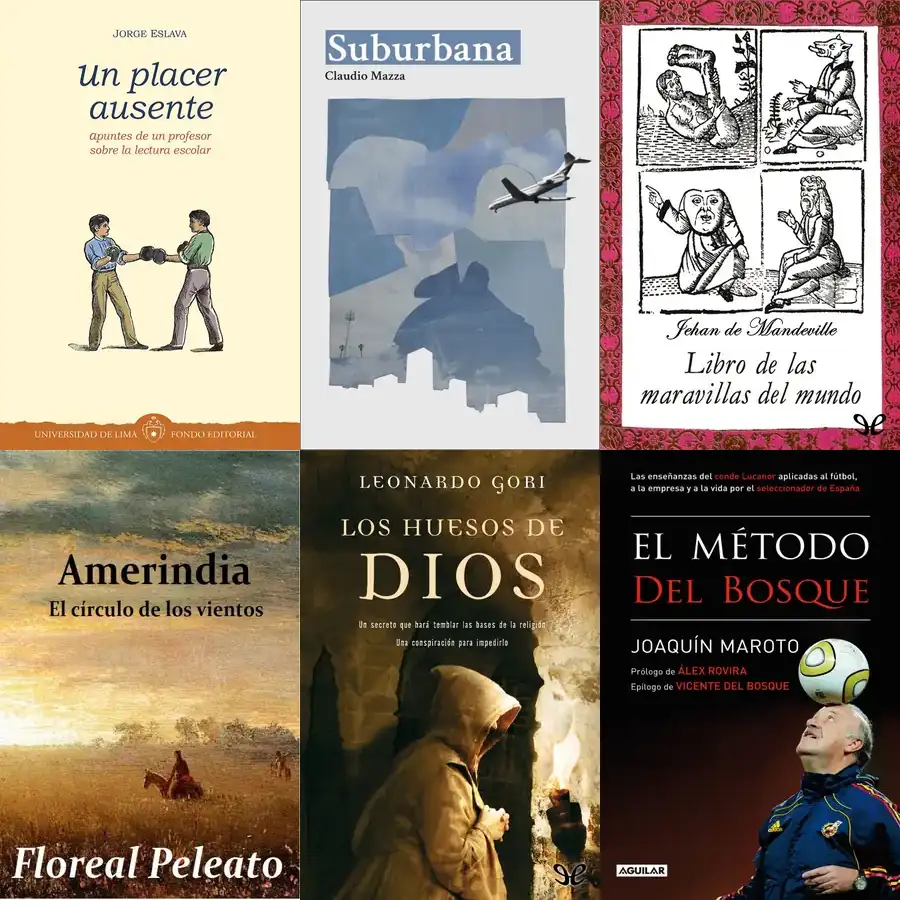 JORGE ESLAVA
un placer
ausente
apuntes de un profesor
sobre la lectura escolar
UNIVERSIDAD DE LIMA
FONDO EDITORIAL
Suburbana
Claudio Mazza
Jehan de Mandeville
Libro de las
maravillas del mundo
Amerindia
El círculo de los vientos
Floreal Peleato
LEONARDO GORI
LOS HUESOS DE
DIOS
Un secreto que hará temblar las bases de la religión
Una conspiración para impedirlo
Las enseñanzas del conde Lucanor aplicadas al fútbol,
a la empresa y a la vida por el seleccionador de España
EL MÉTODO
DEL BOSQUE
JOAQUÍN MAROTO
Prólogo de ÁLEX ROVIRA
Epílogo de VICENTE DEL BOSQUE
AGUILAR